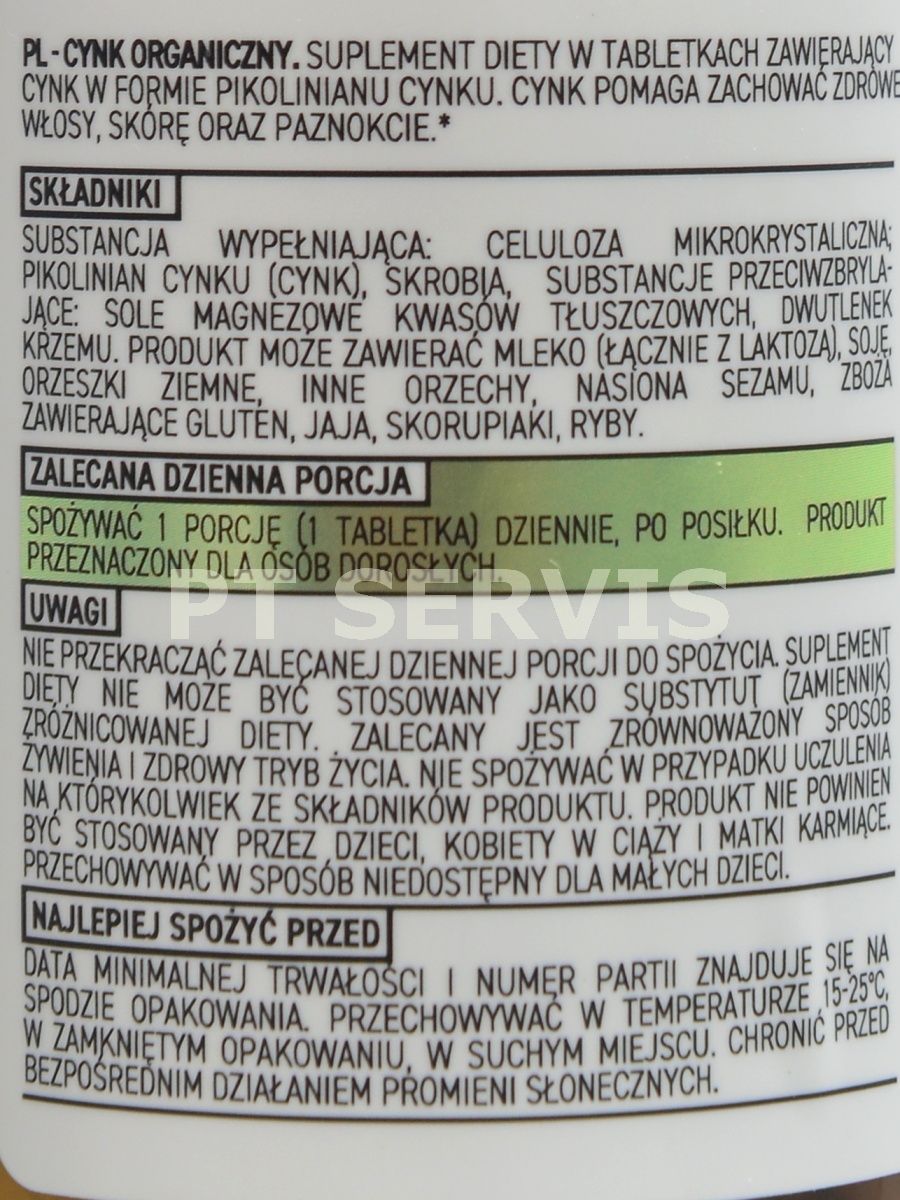 PL - CYNK ORGANICZNY. SUPLEMENT DIETY W TABLETKACH ZAWIERAJĄCY
CYNK W FORMIE PIKOLINIANU CYNKU. CYNK POMAGA ZACHOWAĆ ZDROWE
WŁOSY, SKÓRĘ ORAZ PAZNOKCIE.*
SKŁADNIKI
SUBSTANCJA WYPEŁNIAJĄCA: CELULOZA MIKROKRYSTALICZNA;
PIKOLINIAN CYNKU (CYNK), SKROBIA, SUBSTANCJE PRZECIWZBRYLA-
JĄCE: SOLE MAGNEZOWE KWASÓW TŁUSZCZOWYCH, DWUTLENEK
KRZEMU. PRODUKT MOŻE ZAWIERAĆ MLEKO (ŁĄCZNIE Z LAKTOZĄ), SOJĘ,
ORZESZKI ZIEMNE, INNE ORZECHY, NASIONA SEZAMU, ZBOŻA
ZAWIERAJĄCE GLUTEN, JAJA, SKORUPIAKI, RYBY.
ZALECANA DZIENNA PORCJA
SPOŻYWAĆ 1 PORCJĘ (1 TABLETKA) DZIENNIE, PO POSIŁKU. PRODUKT
PRZEZNACZONY DLA OSÓB DOROSŁYCH.
PT SERVIS
UWAGI
NIE PRZEKRACZAĆ ZALECANEJ DZIENNEJ PORCJI DO SPOŻYCIA. SUPLEMENT
DIETY NIE MOŻE BYĆ STOSOWANY JAKO SUBSTYTUT (ZAMIENNIK)
ZRÓŻNICOWANEJ DIETY. ZALECANY JEST ZRÓWNOWAŻONY SPOSÓB
ŻYWIENIA I ZDROWY TRYB ŻYCIA. NIE SPOŻYWAĆ W PRZYPADKU UCZULENIA
NA KTÓRYKOLWIEK ZE SKŁADNIKÓW PRODUKTU. PRODUKT NIE POWINIEN
BYĆ STOSOWANY PRZEZ DZIECI, KOBIETY W CIĄŻY I MATKI KARMIĄCE.
PRZECHOWYWAĆ W SPOSÓB NIEDOSTĘPNY DLA MAŁYCH DZIECI.
NAJLEPIEJ SPOŻYĆ PRZED
DATA MINIMALNEJ TRWAŁOŚCI I NUMER PARTII ZNAJDUJE SIĘ NA
SPODZIE OPAKOWANIA. PRZECHOWYWAĆ W TEMPERATURZE 15-25°C,
W ZAMKNIĘTYM OPAKOWANIU, W SUCHYM MIEJSCU. CHRONIĆ PRZED
BEZPOŚREDNIM DZIAŁANIEM PROMIENI SŁONECZNYCH.